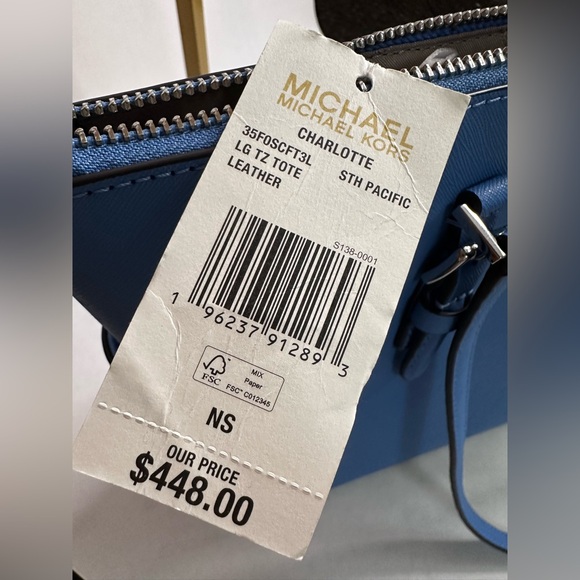 MICHAEL
MICHAEL KORS
CHARLOTTE
35F0SCFT3L
LG TZ TOTE STH PACIFIC
LEATHER
S138-0001
1 96237 91289 3
FSC
MIX
Paper
FSC® C012345
NS
OUR PRICE
$448.00